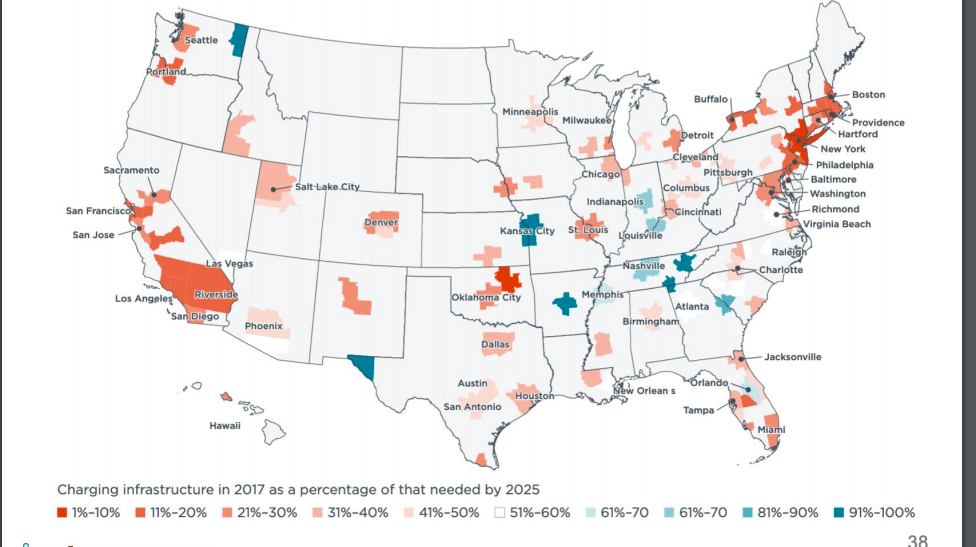 Seattle
Portland
Minneapolis
Milwaukee
Buffalo
Boston
Providence
Hartford
New York
Detroit
Cleveland
Philadelphia
Pittsburgh
Baltimore
Washington
Sacramento
Salt Lake City
Chicago
Columbus
Indianapolis
San Francisco
Richmond
Cincinnati
Denver
Kansas City
St. Louis
Louisville
Virginia Beach
San Jose
Raleigh
Las Vegas
Nashville
Charlotte
Los Angeles
Riverside
Oklahoma City
Memphis
Atlanta
San Diego
Phoenix
Birmingham
Dallas
Jacksonville
Austin
Orlando
New Orlean s
Houston
San Antonio
Tampa
Hawaii
Miami
Charging infrastructure in 2017 as a percentage of that needed by 2025
1%–10% 11%–20% 21%–30% 31%–40% 41%–50% 51%–60% 61%–70 61%–70 81%–90% 91%–100%
38